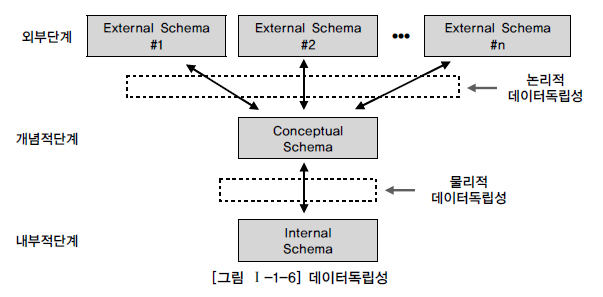 외부단계
External Schema
#1
External Schema
#2
•••
External Schema
#n
논리적
데이터독립성
개념적단계
Conceptual
Schema
물리적
데이터독립성
내부적단계
Internal
Schema
[그림 Ⅰ-1-6] 데이터독립성